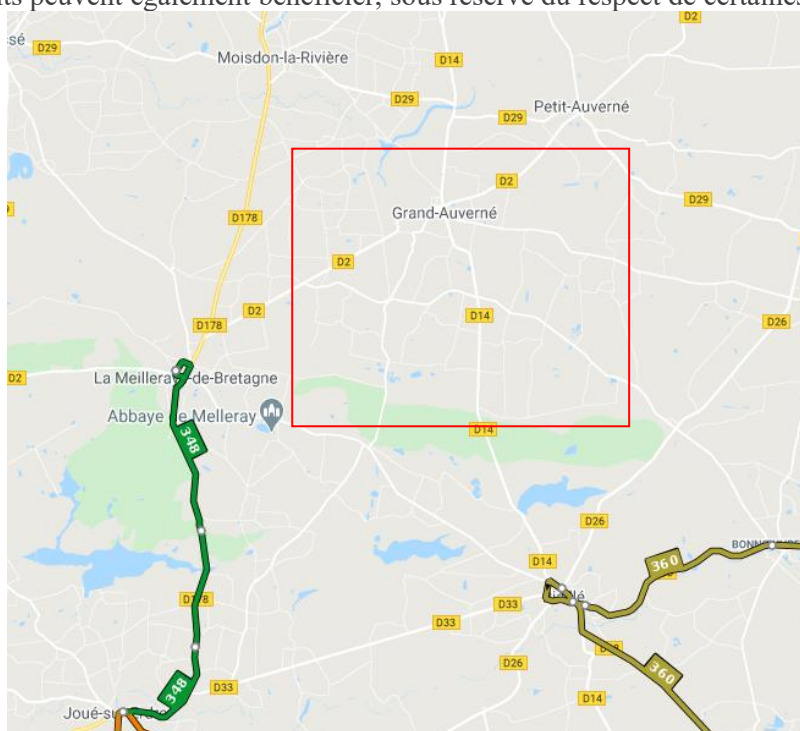 ts peuvent également bénéficier, sous réserve du respect de certaines
D2
sé
D29
Moisdon-la-Rivière
D14
D29
D29
Petit-Auverné
D2
D29
Grand-Auverné
D178
D2
D2
D178
D14
D26
D2
La Meilleraye-de-Bretagne
Abbaye de Melleray
D14
348
D26
D14
360
D178
D33
D33
D26
360
348
D33
D14